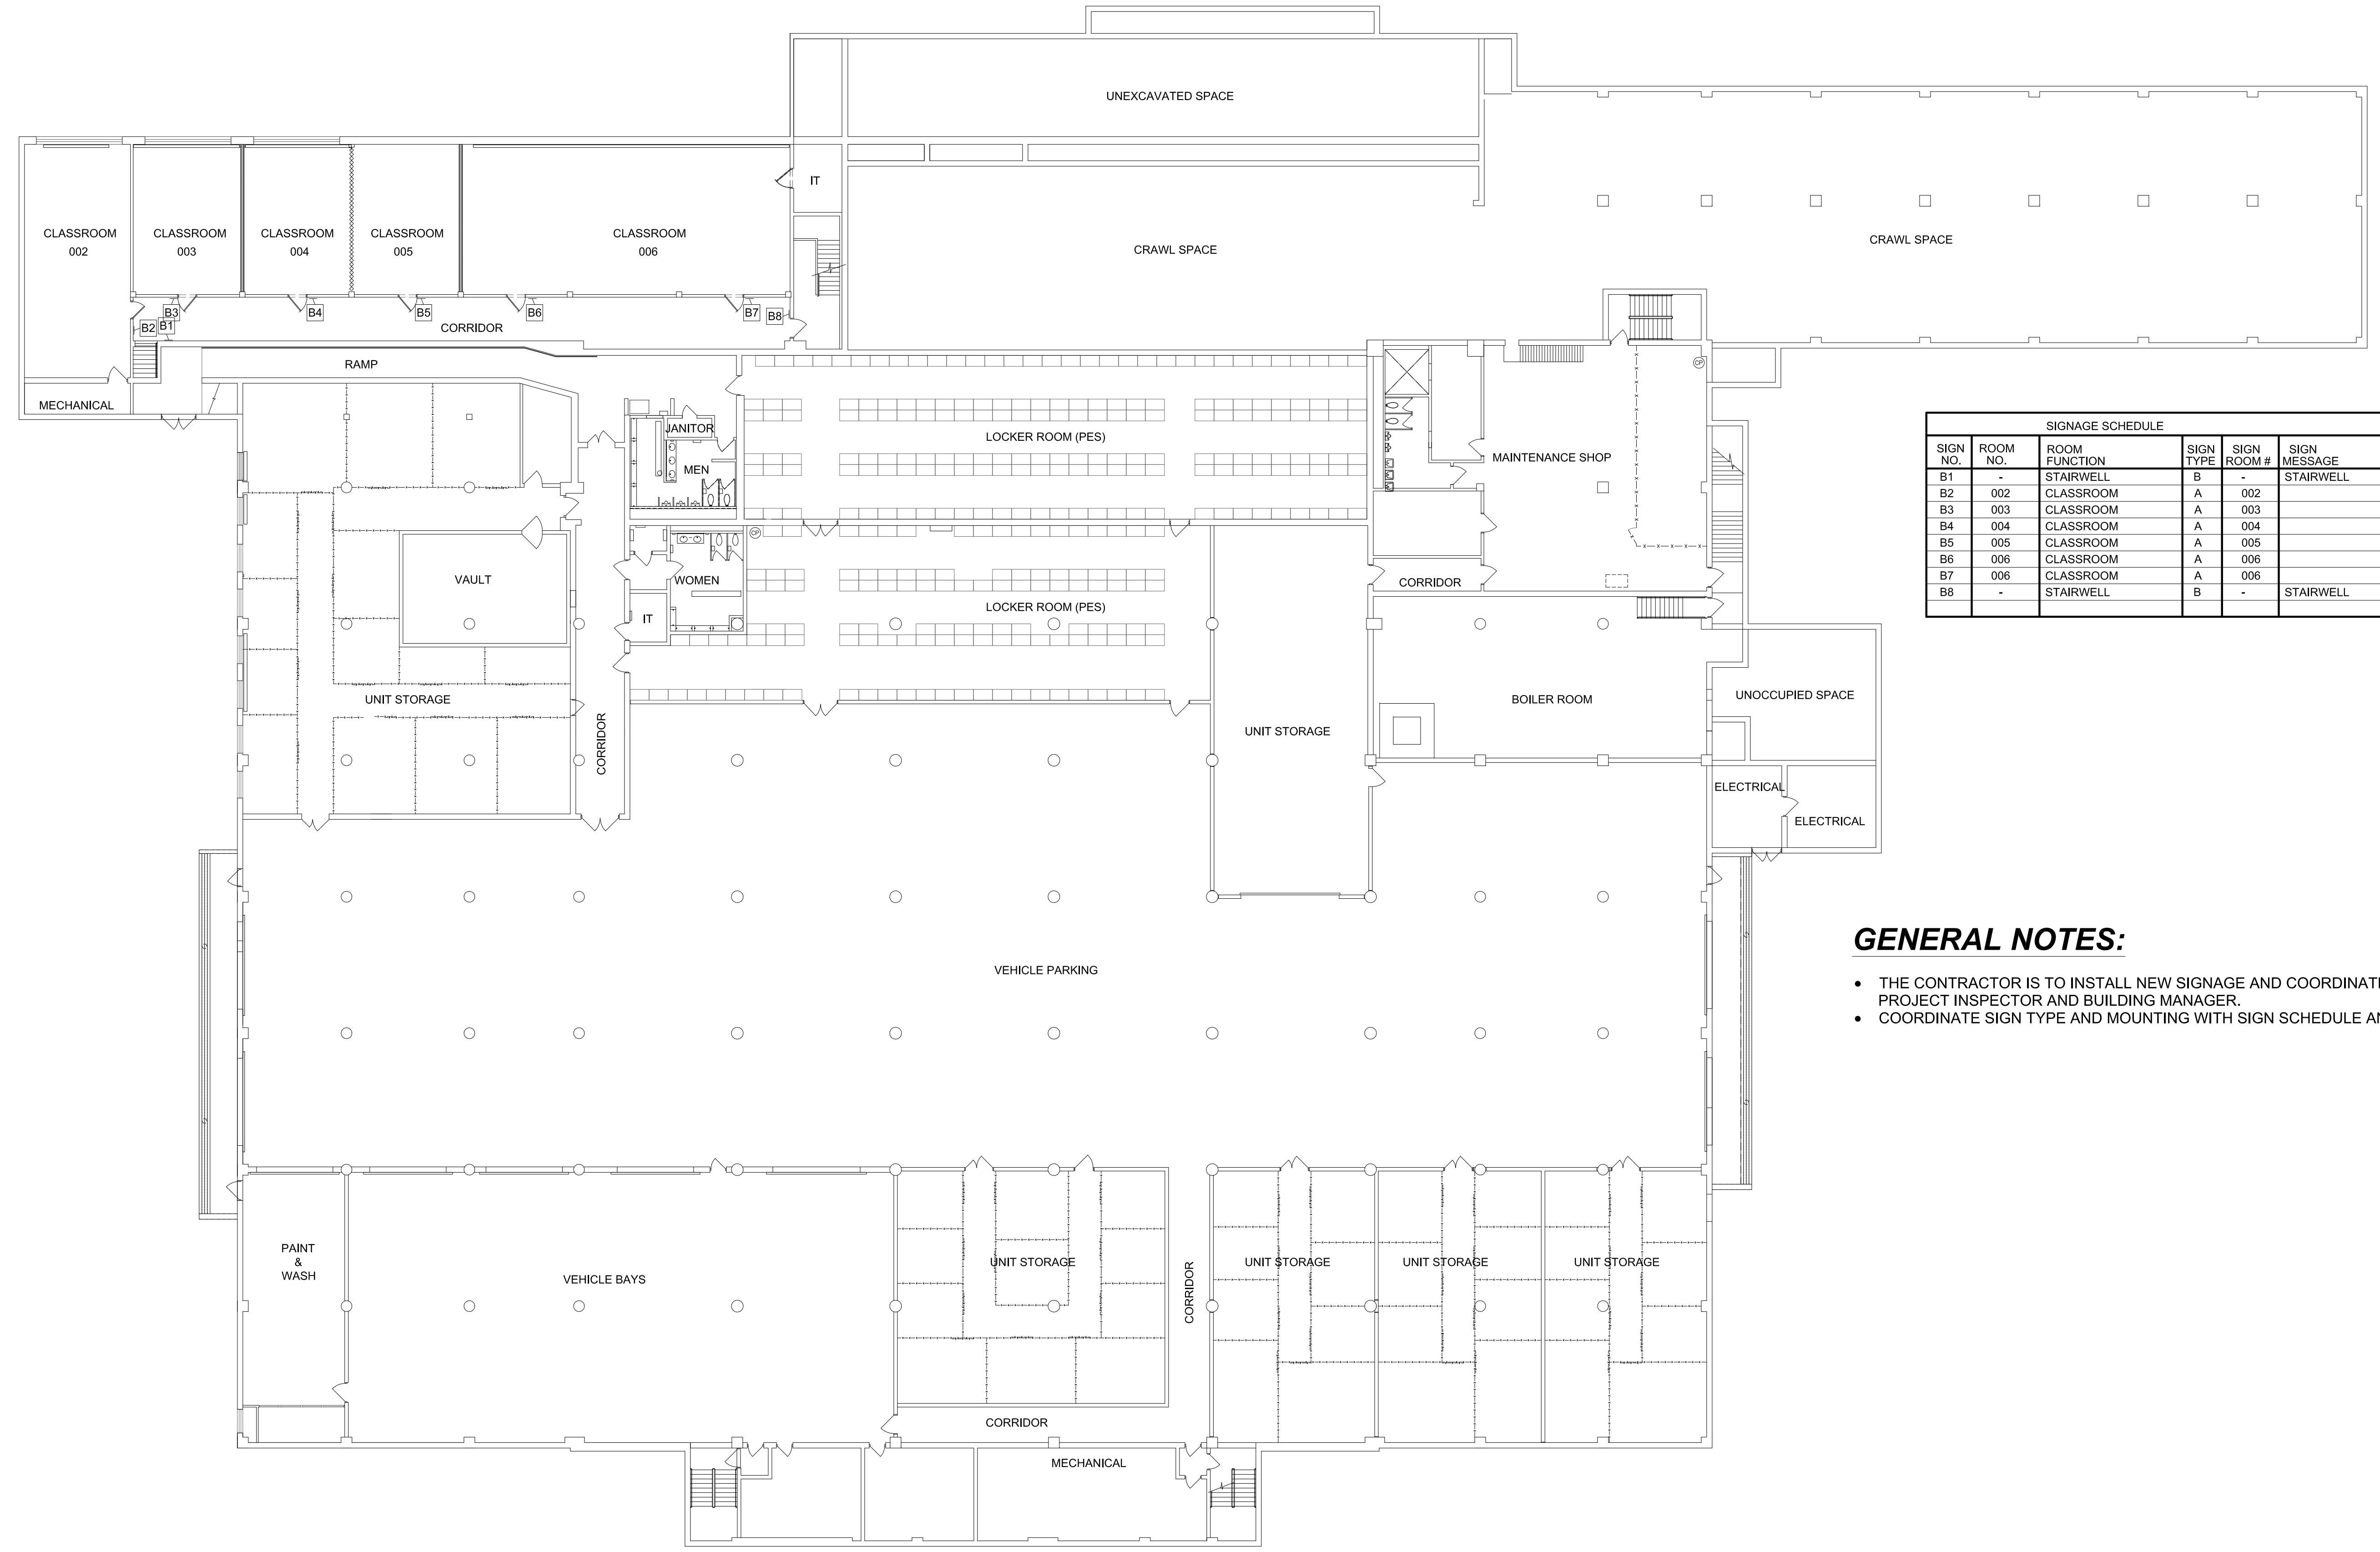 UNEXCAVATED SPACE
IT
CLASSROOM
002
CLASSROOM
003
CLASSROOM
004
CLASSROOM
005
CLASSROOM
006
CRAWL SPACE
CRAWL SPACE
B3
B4
B5
B6
B7
B8
B2
B1
CORRIDOR
RAMP
CP
MECHANICAL
JANITOR
MEN
LOCKER ROOM (PES)
MAINTENANCE SHOP
CP
VAULT
WOMEN
CORRIDOR
IT
LOCKER ROOM (PES)
UNIT STORAGE
CORRIDOR
UNIT STORAGE
BOILER ROOM
UNOCCUPIED SPACE
ELECTRICAL
ELECTRICAL
VEHICLE PARKING
PAINT
&
WASH
VEHICLE BAYS
UNIT STORAGE
CORRIDOR
UNIT STORAGE
UNIT STORAGE
UNIT STORAGE
CORRIDOR
MECHANICAL
SIGNAGE SCHEDULE
SIGN NO. ROOM NO. ROOM FUNCTION SIGN TYPE SIGN ROOM # SIGN MESSAGE
B1 - STAIRWELL B - STAIRWELL
B2 002 CLASSROOM A 002
B3 003 CLASSROOM A 003
B4 004 CLASSROOM A 004
B5 005 CLASSROOM A 005
B6 006 CLASSROOM A 006
B7 006 CLASSROOM A 006
B8 - STAIRWELL B - STAIRWELL
GENERAL NOTES:
• THE CONTRACTOR IS TO INSTALL NEW SIGNAGE AND
PROJECT INSPECTOR AND BUILDING MANAGER.
• COORDINATE SIGN TYPE AND MOUNTING WITH SIGN SCHEDULE